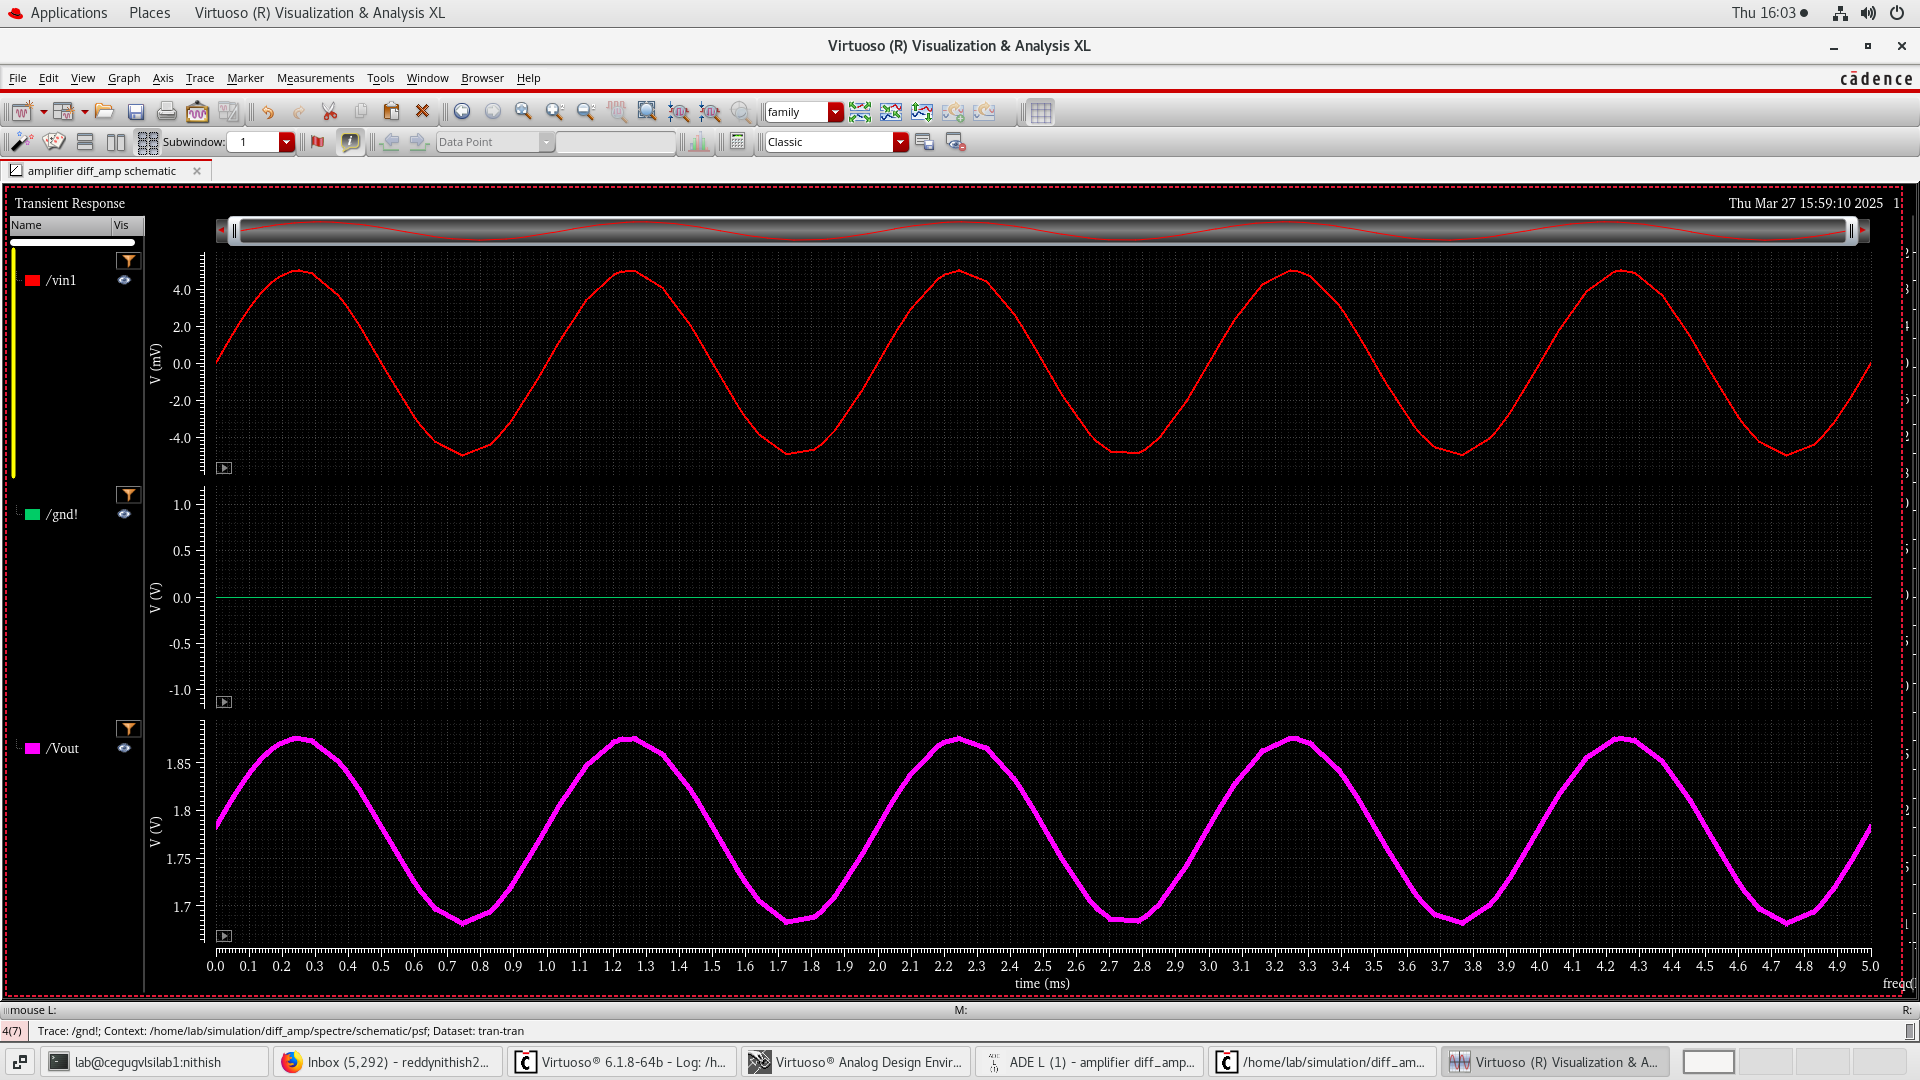 Applications Places Virtuoso (R) Visualization & Analysis XL Thu 16:03
Virtuoso (R) Visualization & Analysis XL
File Edit View Graph Axis Trace Marker Measurements Tools Window Browser Help cādence
family
Subwindow: 1 Data Point Classic
amplifier diff_amp schematic
Transient Response Thu Mar 27 15:59:10 2025 1
Name Vis
/vin1
4.0
2.0
0.0
-2.0
-4.0
V (mV)
/gnd!
1.0
0.5
0.0
-0.5
-1.0
V (V)
/Vout
1.85
1.8
1.75
1.7
V (V)
0.0 0.1 0.2 0.3 0.4 0.5 0.6 0.7 0.8 0.9 1.0 1.1 1.2 1.3 1.4 1.5 1.6 1.7 1.8 1.9 2.0 2.1 2.2 2.3 2.4 2.5 2.6 2.7 2.8 2.9 3.0 3.1 3.2 3.3 3.4 3.5 3.6 3.7 3.8 3.9 4.0 4.1 4.2 4.3 4.4 4.5 4.6 4.7 4.8 4.9 5.0
time (ms)
mouse L: M: R:
4(7) Trace: /gnd!; Context: /home/lab/simulation/diff_amp/spectre/schematic/psf; Dataset: tran-tran
lab@cegugvlsilab1:nithish Inbox (5,292) - reddynithish2... Virtuoso® 6.1.8-64b - Log: /h... Virtuoso® Analog Design Envir... ADE L (1) - amplifier diff_amp... /home/lab/simulation/diff_am... Virtuoso (R) Visualization & A...